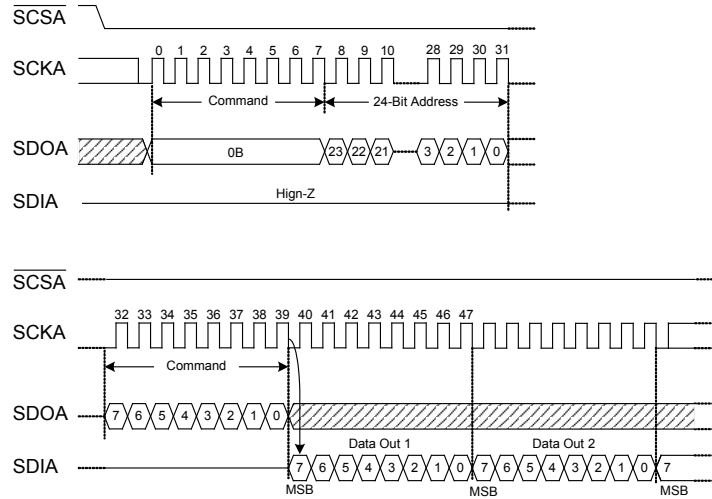 SCSA
SCKA
0 1 2 3 4 5 6 7 8 9 10 28 29 30 31
Command 24-Bit Address
SDOA
0B 23 22 21 3 2 1 0
SDIA
Hign-Z
SCSA
SCKA
32 33 34 35 36 37 38 39 40 41 42 43 44 45 46 47
Command
SDOA
7 6 5 4 3 2 1 0
Data Out 1 Data Out 2
SDIA
7 6 5 4 3 2 1 0 7 6 5 4 3 2 1 0 7
MSB MSB MSB